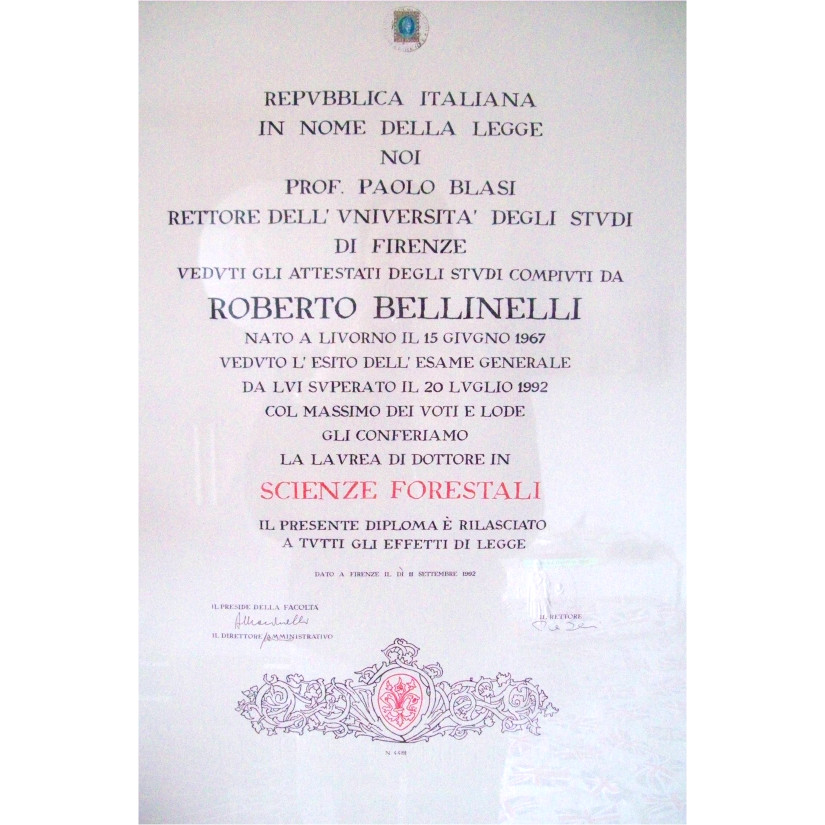 REPVBBLICA ITALIANA
IN NOME DELLA LEGGE
NOI
PROF. PAOLO BLASI
RETTORE DELL' VNIVERSITA' DEGLI STVDI
DI FIRENZE
VEDVTI GLI ATTESTATI DEGLI STVDI COMPIVTI DA
ROBERTO BELLINELLI
NATO A LIVORNO IL 15 GIVGNO 1967
VEDVTO L' ESITO DELL' ESAME GENERALE
DA LVI SVPERATO IL 20 LVGLIO 1992
COL MASSIMO DEI VOTI E LODE
GLI CONFERIAMO
LA LAVREA DI DOTTORE IN
SCIENZE FORESTALI
IL PRESENTE DIPLOMA È RILASCIATO
A TVTTI GLI EFFETTI DI LEGGE
DATO A FIRENZE IL DÌ 11 SETTEMBRE 1992
IL PRESIDE DELLA FACOLTÀ
IL RETTORE
IL DIRETTORE AMMINISTRATIVO